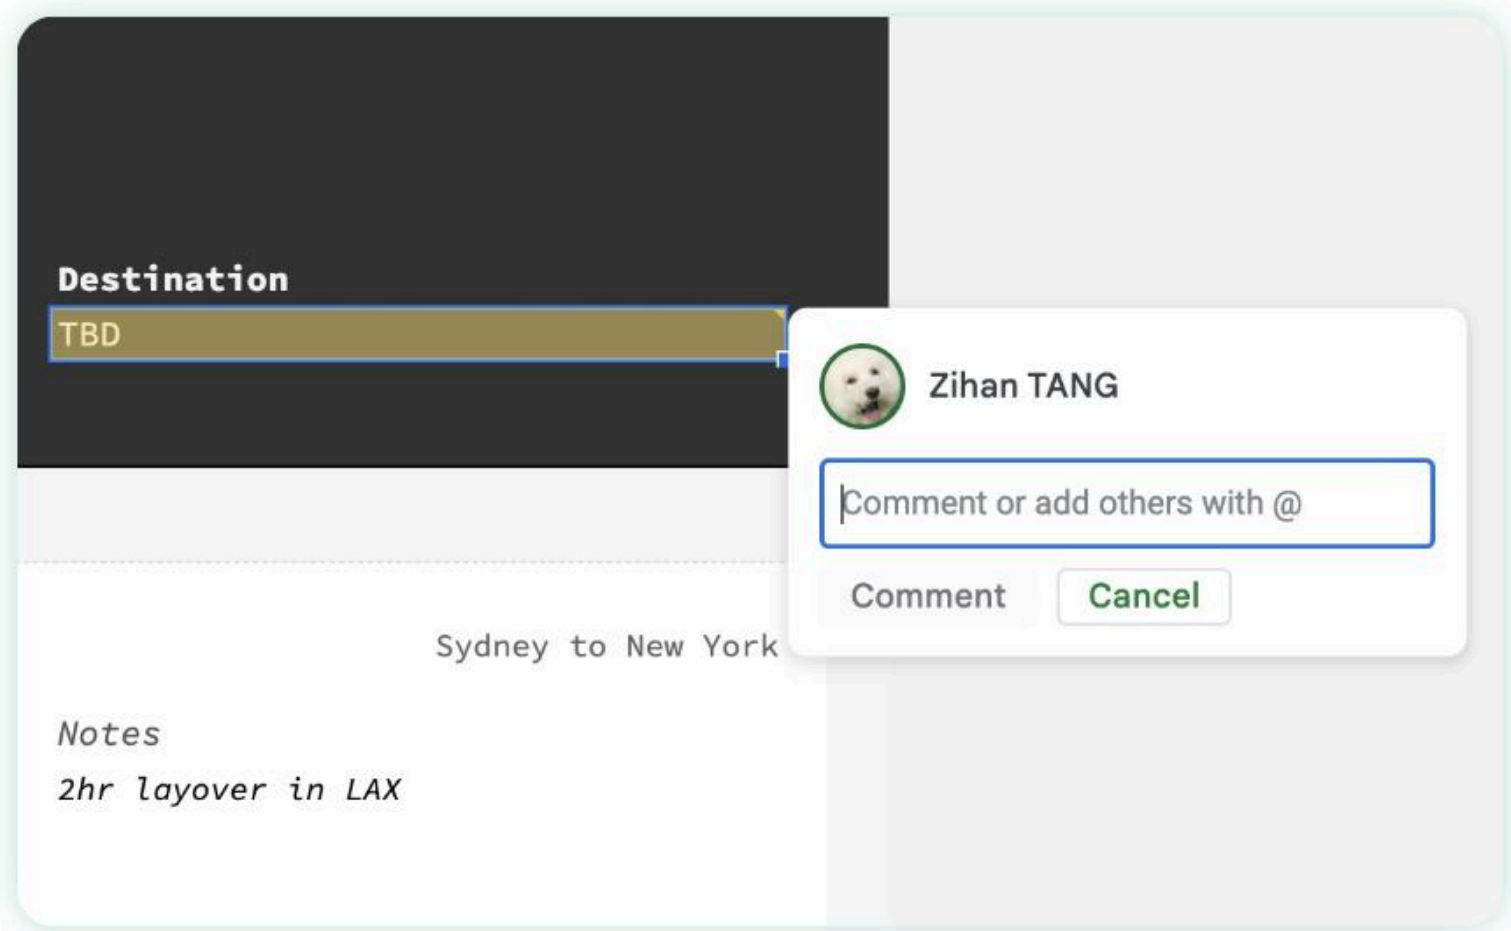 Destination
TBD
Zihan TANG
Comment or add others with @
Comment Cancel
Sydney to New York
Notes
2hr layover in LAX